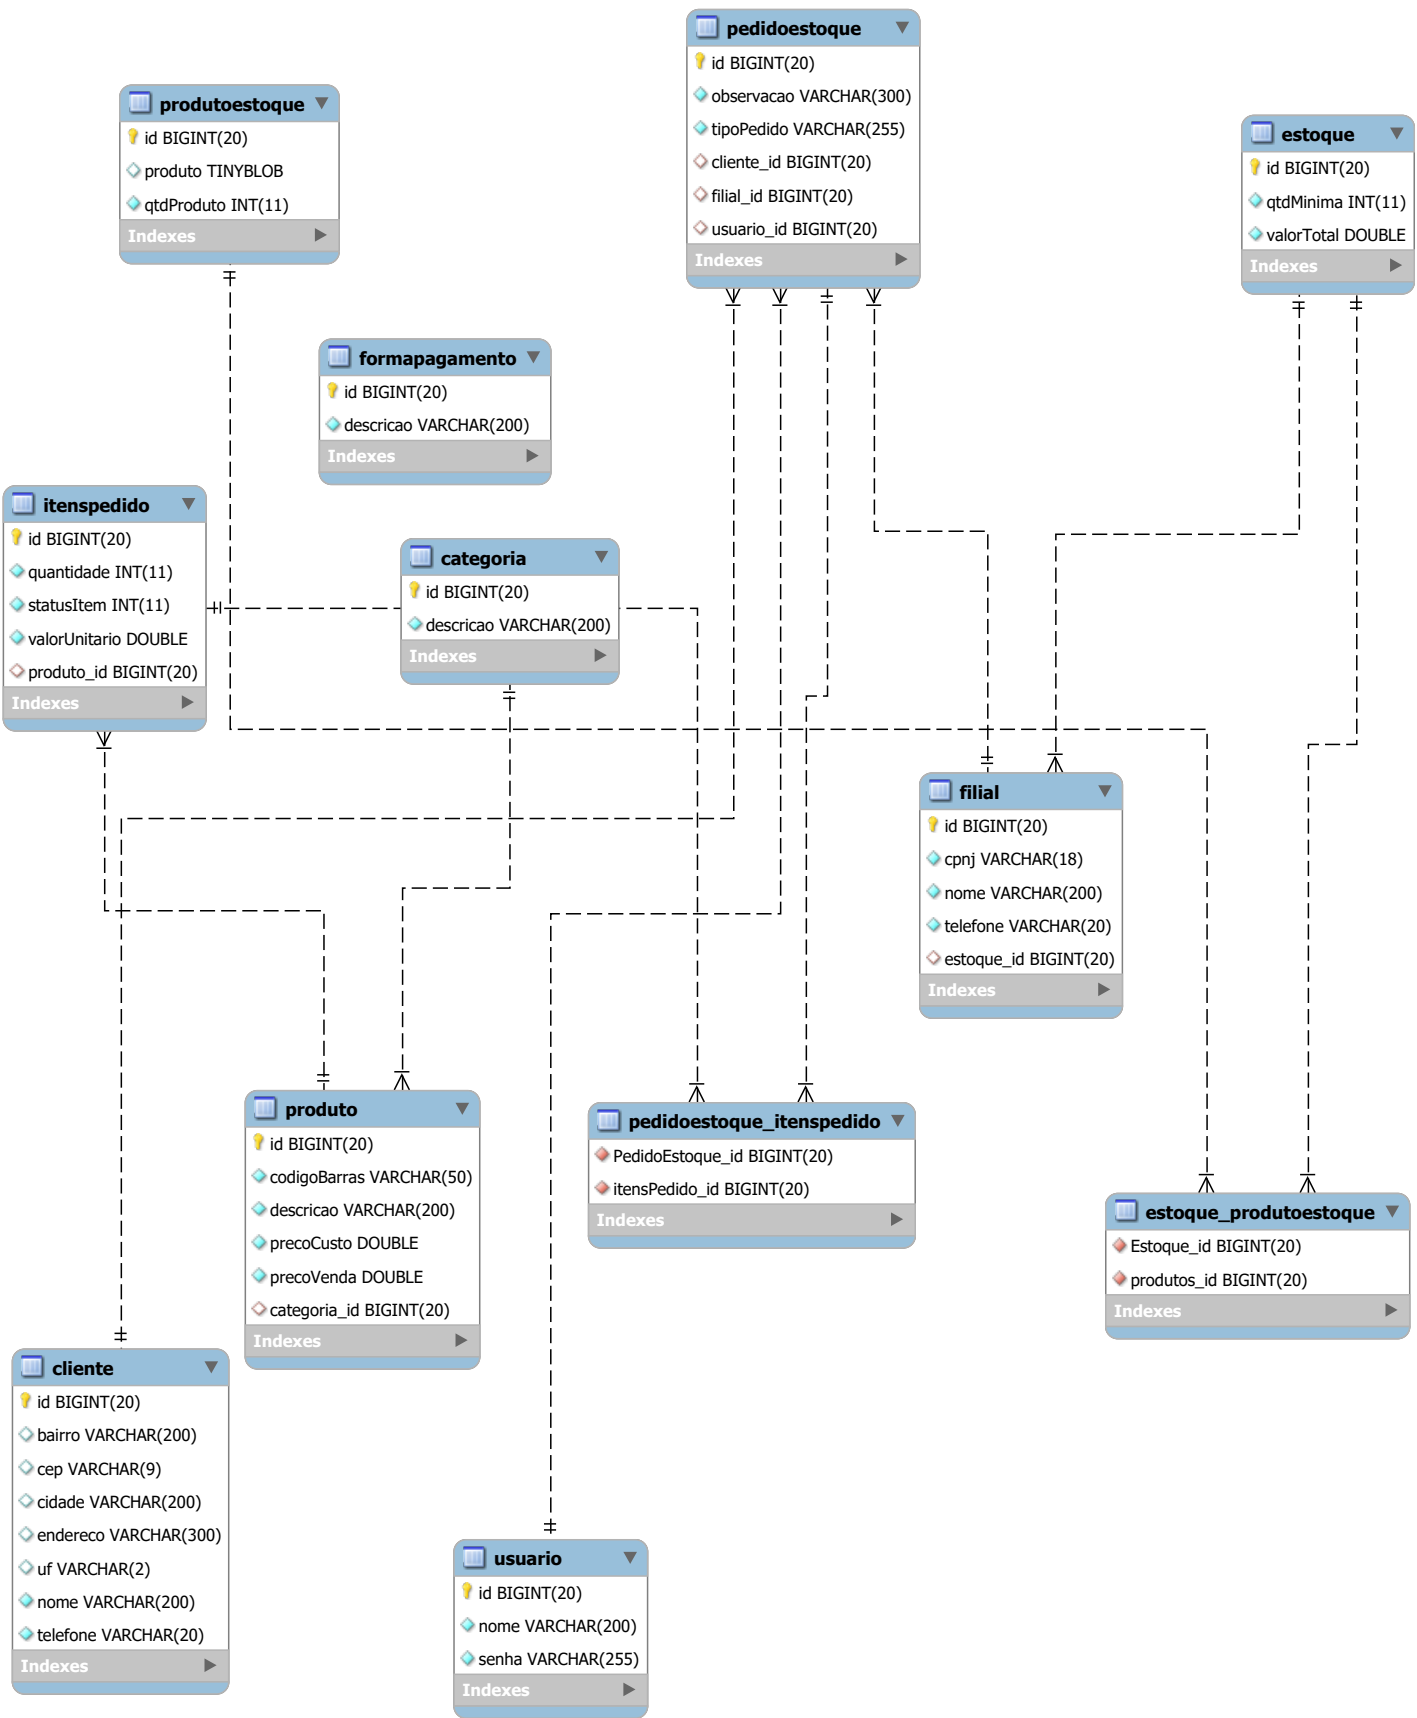 pedidoestoque
id BIGINT(20)
observacao VARCHAR(300)
tipoPedido VARCHAR(255)
cliente_id BIGINT(20)
filial_id BIGINT(20)
usuario_id BIGINT(20)
Indexes
produtoestoque
id BIGINT(20)
produto TINYBLOB
qtdProduto INT(11)
Indexes
estoque
id BIGINT(20)
qtdMinima INT(11)
valorTotal DOUBLE
Indexes
formapagamento
id BIGINT(20)
descricao VARCHAR(200)
Indexes
itenspedido
id BIGINT(20)
quantidade INT(11)
statusItem INT(11)
valorUnitario DOUBLE
produto_id BIGINT(20)
Indexes
categoria
id BIGINT(20)
descricao VARCHAR(200)
Indexes
filial
id BIGINT(20)
cpnj VARCHAR(18)
nome VARCHAR(200)
telefone VARCHAR(20)
estoque_id BIGINT(20)
Indexes
produto
id BIGINT(20)
codigoBarras VARCHAR(50)
descricao VARCHAR(200)
precoCusto DOUBLE
precoVenda DOUBLE
categoria_id BIGINT(20)
Indexes
pedidoestoque_itenspedido
PedidoEstoque_id BIGINT(20)
itensPedido_id BIGINT(20)
Indexes
estoque_produtoestoque
Estoque_id BIGINT(20)
produtos_id BIGINT(20)
Indexes
cliente
id BIGINT(20)
bairro VARCHAR(200)
cep VARCHAR(9)
cidade VARCHAR(200)
endereco VARCHAR(300)
uf VARCHAR(2)
nome VARCHAR(200)
telefone VARCHAR(20)
Indexes
usuario
id BIGINT(20)
nome VARCHAR(200)
senha VARCHAR(255)
Indexes